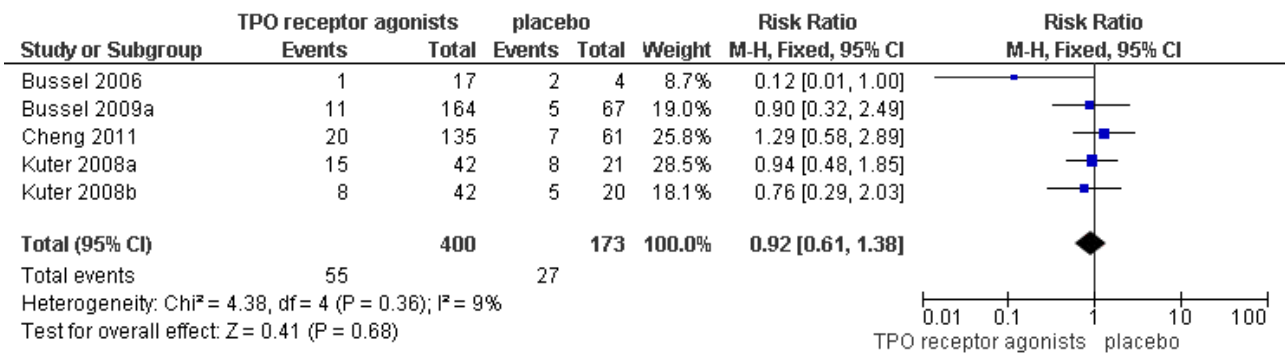 TPO receptor agonists placebo Risk Ratio Risk Ratio
Study or Subgroup Events Total Events Total Weight M-H, Fixed, 95% CI M-H, Fixed, 95% CI
Bussel 2006 1 17 2 4 8.7% 0.12 [0.01, 1.00]
Bussel 2009a 11 164 5 67 19.0% 0.90 [0.32, 2.49]
Cheng 2011 20 135 7 61 25.8% 1.29 [0.58, 2.89]
Kuter 2008a 15 42 8 21 28.5% 0.94 [0.48, 1.85]
Kuter 2008b 8 42 5 20 18.1% 0.76 [0.29, 2.03]
Total (95% CI) 400 173 100.0% 0.92 [0.61, 1.38]
Total events 55 27
Heterogeneity: Chi² = 4.38, df = 4 (P = 0.36); I² = 9%
Test for overall effect: Z = 0.41 (P = 0.68)
0.01 0.1 1 10 100
TPO receptor agonists placebo